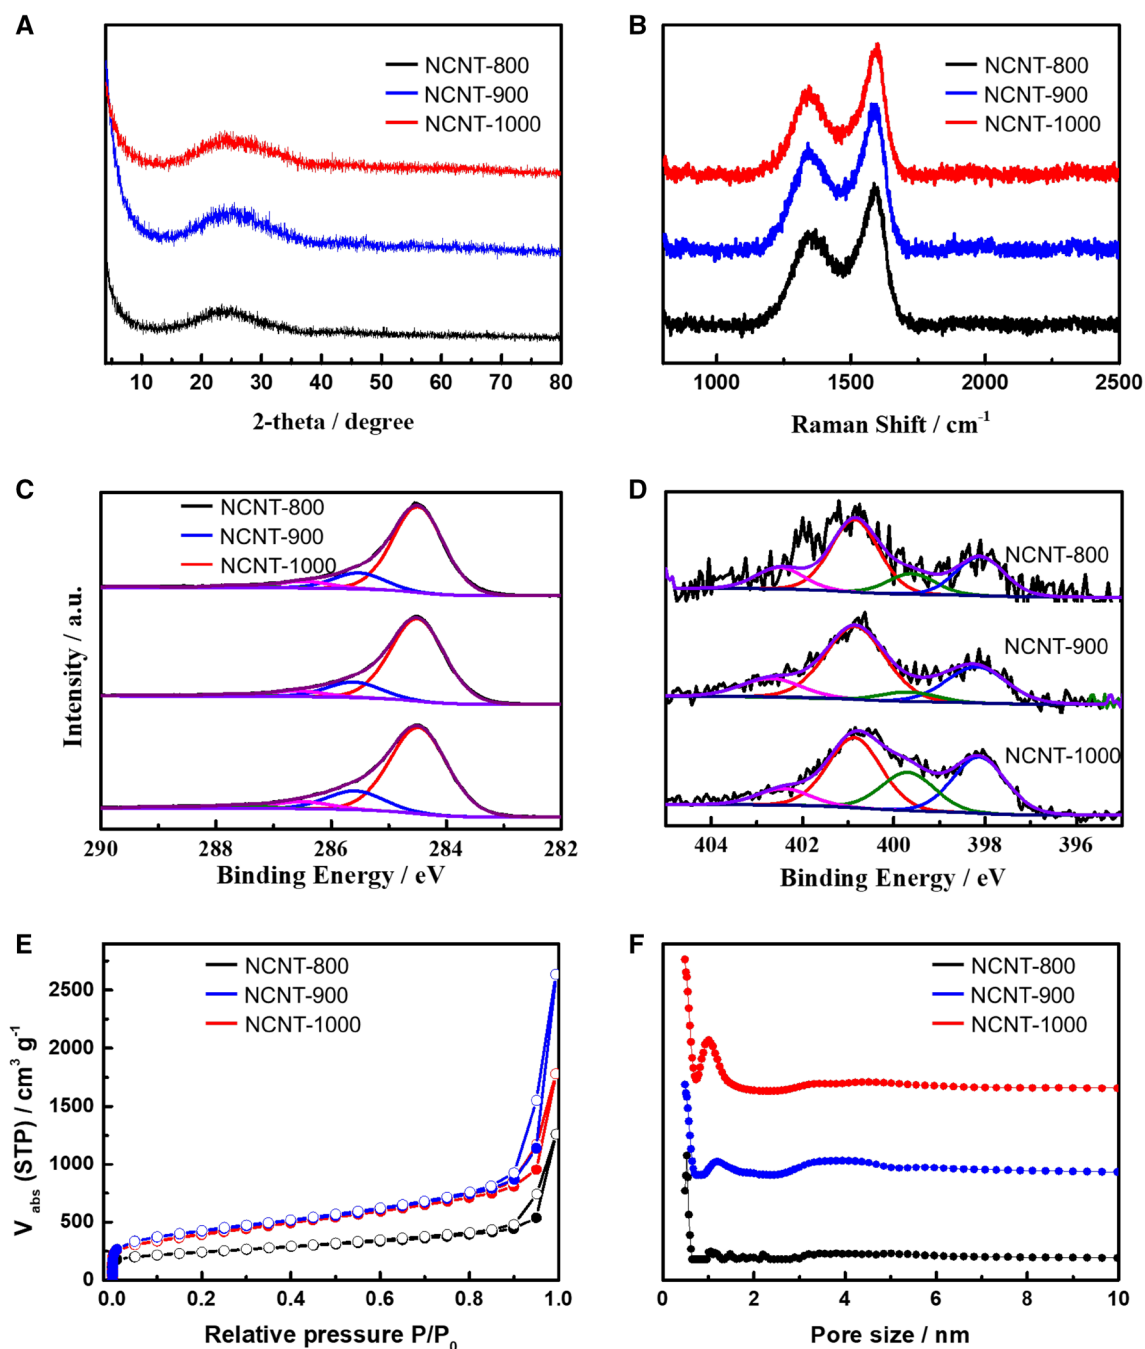 A
NCNT-800
NCNT-900
NCNT-1000
10 20 30 40 50 60 70 80
2-theta / degree
B
NCNT-800
NCNT-900
NCNT-1000
1000 1500 2000 2500
Raman Shift / cm-1
C
NCNT-800
NCNT-900
NCNT-1000
Intensity / a.u.
290 288 286 284 282
Binding Energy / eV
D
NCNT-800
NCNT-900
NCNT-1000
404 402 400 398 396
Binding Energy / eV
E
NCNT-800
NCNT-900
NCNT-1000
2500
2000
1500
1000
500
0
Vabs (STP) / cm3 g-1
0.0 0.2 0.4 0.6 0.8 1.0
Relative pressure P/P0
F
NCNT-800
NCNT-900
NCNT-1000
0 2 4 6 8 10
Pore size / nm